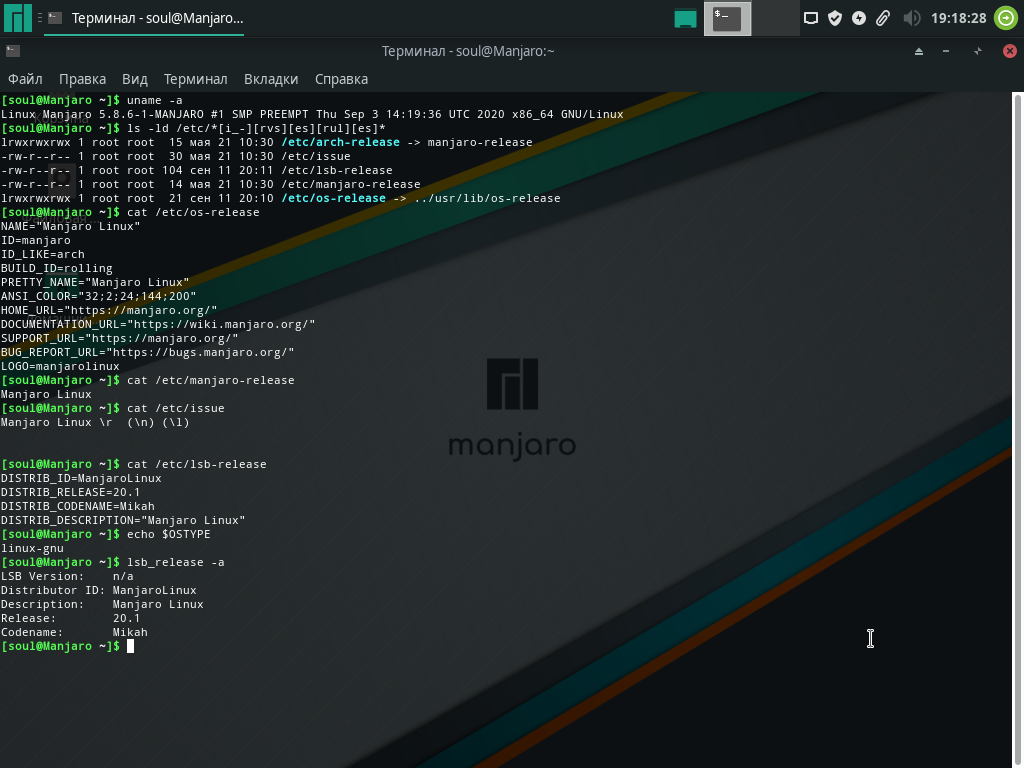 Терминал - soul@Manjaro...
19:18:28
Терминал - soul@Manjaro:~
Файл Правка Вид Терминал Вкладки Справка
[soul@Manjaro ~]$ uname -a
Linux Manjaro 5.8.6-1-MANJARO #1 SMP PREEMPT Thu Sep 3 14:19:36 UTC 2020 x86_64 GNU/Linux
[soul@Manjaro ~]$ ls -ld /etc/*[i_-][rvs][es][rul][es]*
lrwxrwxrwx 1 root root  15 мая 21 10:30 /etc/arch-release -> manjaro-release
-rw-r--r-- 1 root root  30 мая 21 10:30 /etc/issue
-rw-r--r-- 1 root root 104 сен 11 20:11 /etc/lsb-release
-rw-r--r-- 1 root root  14 мая 21 10:30 /etc/manjaro-release
lrwxrwxrwx 1 root root  21 сен 11 20:10 /etc/os-release -> ../usr/lib/os-release
[soul@Manjaro ~]$ cat /etc/os-release
NAME="Manjaro Linux"
ID=manjaro
ID_LIKE=arch
BUILD_ID=rolling
PRETTY_NAME="Manjaro Linux"
ANSI_COLOR="32;2;24;144;200"
HOME_URL="https://manjaro.org/"
DOCUMENTATION_URL="https://wiki.manjaro.org/"
SUPPORT_URL="https://manjaro.org/"
BUG_REPORT_URL="https://bugs.manjaro.org/"
LOGO=manjarolinux
[soul@Manjaro ~]$ cat /etc/manjaro-release
Manjaro Linux
[soul@Manjaro ~]$ cat /etc/issue
Manjaro Linux \r  (\n) (\l)
manjaro
[soul@Manjaro ~]$ cat /etc/lsb-release
DISTRIB_ID=ManjaroLinux
DISTRIB_RELEASE=20.1
DISTRIB_CODENAME=Mikah
DISTRIB_DESCRIPTION="Manjaro Linux"
[soul@Manjaro ~]$ echo $OSTYPE
linux-gnu
[soul@Manjaro ~]$ lsb_release -a
LSB Version:    n/a
Distributor ID: ManjaroLinux
Description:    Manjaro Linux
Release:        20.1
Codename:       Mikah
[soul@Manjaro ~]$